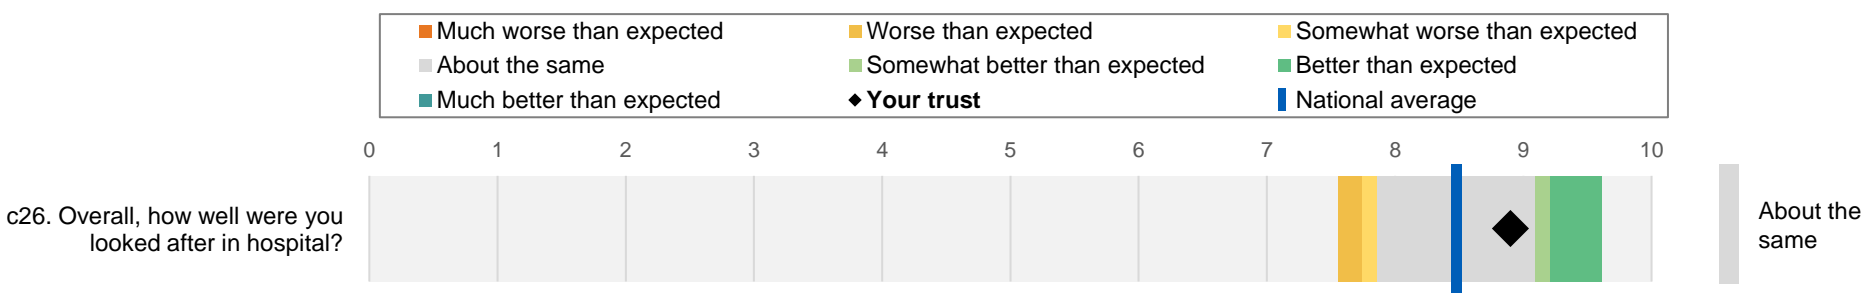 Much worse than expected Worse than expected Somewhat worse than expected
About the same Somewhat better than expected Better than expected
Much better than expected Your trust National average
0 1 2 3 4 5 6 7 8 9 10
c26. Overall, how well were you
looked after in hospital?
About the
same